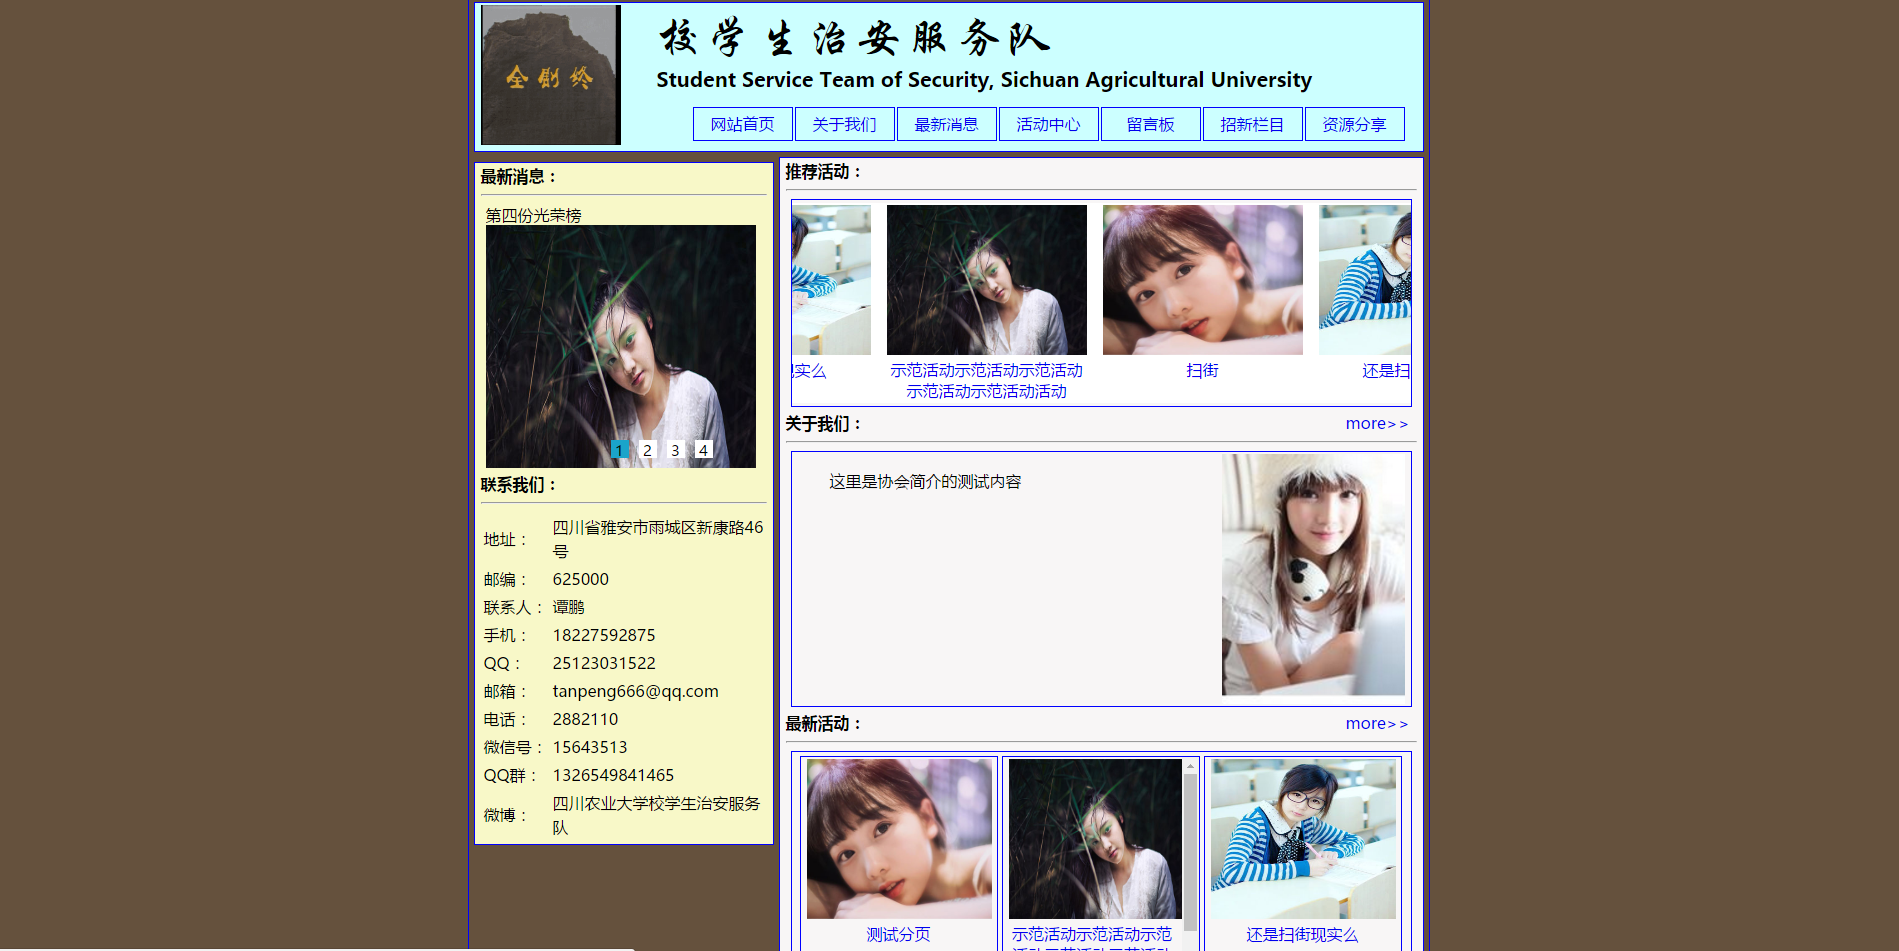 校学生治安服务队
Student Service Team of Security, Sichuan Agricultural University
网站首页 关于我们 最新消息 活动中心 留言板 招新栏目 资源分享
最新消息：
第四份光荣榜
1 2 3 4
联系我们：
地址： 四川省雅安市雨城区新康路46
号
邮编： 625000
联系人： 谭鹏
手机： 18227592875
QQ： 25123031522
邮箱： tanpeng666@qq.com
电话： 2882110
微信号： 15643513
QQ群： 1326549841465
微博： 四川农业大学校学生治安服务
队
推荐活动：
实么
示范活动示范活动示范活动
示范活动示范活动活动
扫街
还是扫
关于我们： more>>
这里是协会简介的测试内容
最新活动： more>>
测试分页
示范活动示范活动示范
还是扫街现实么